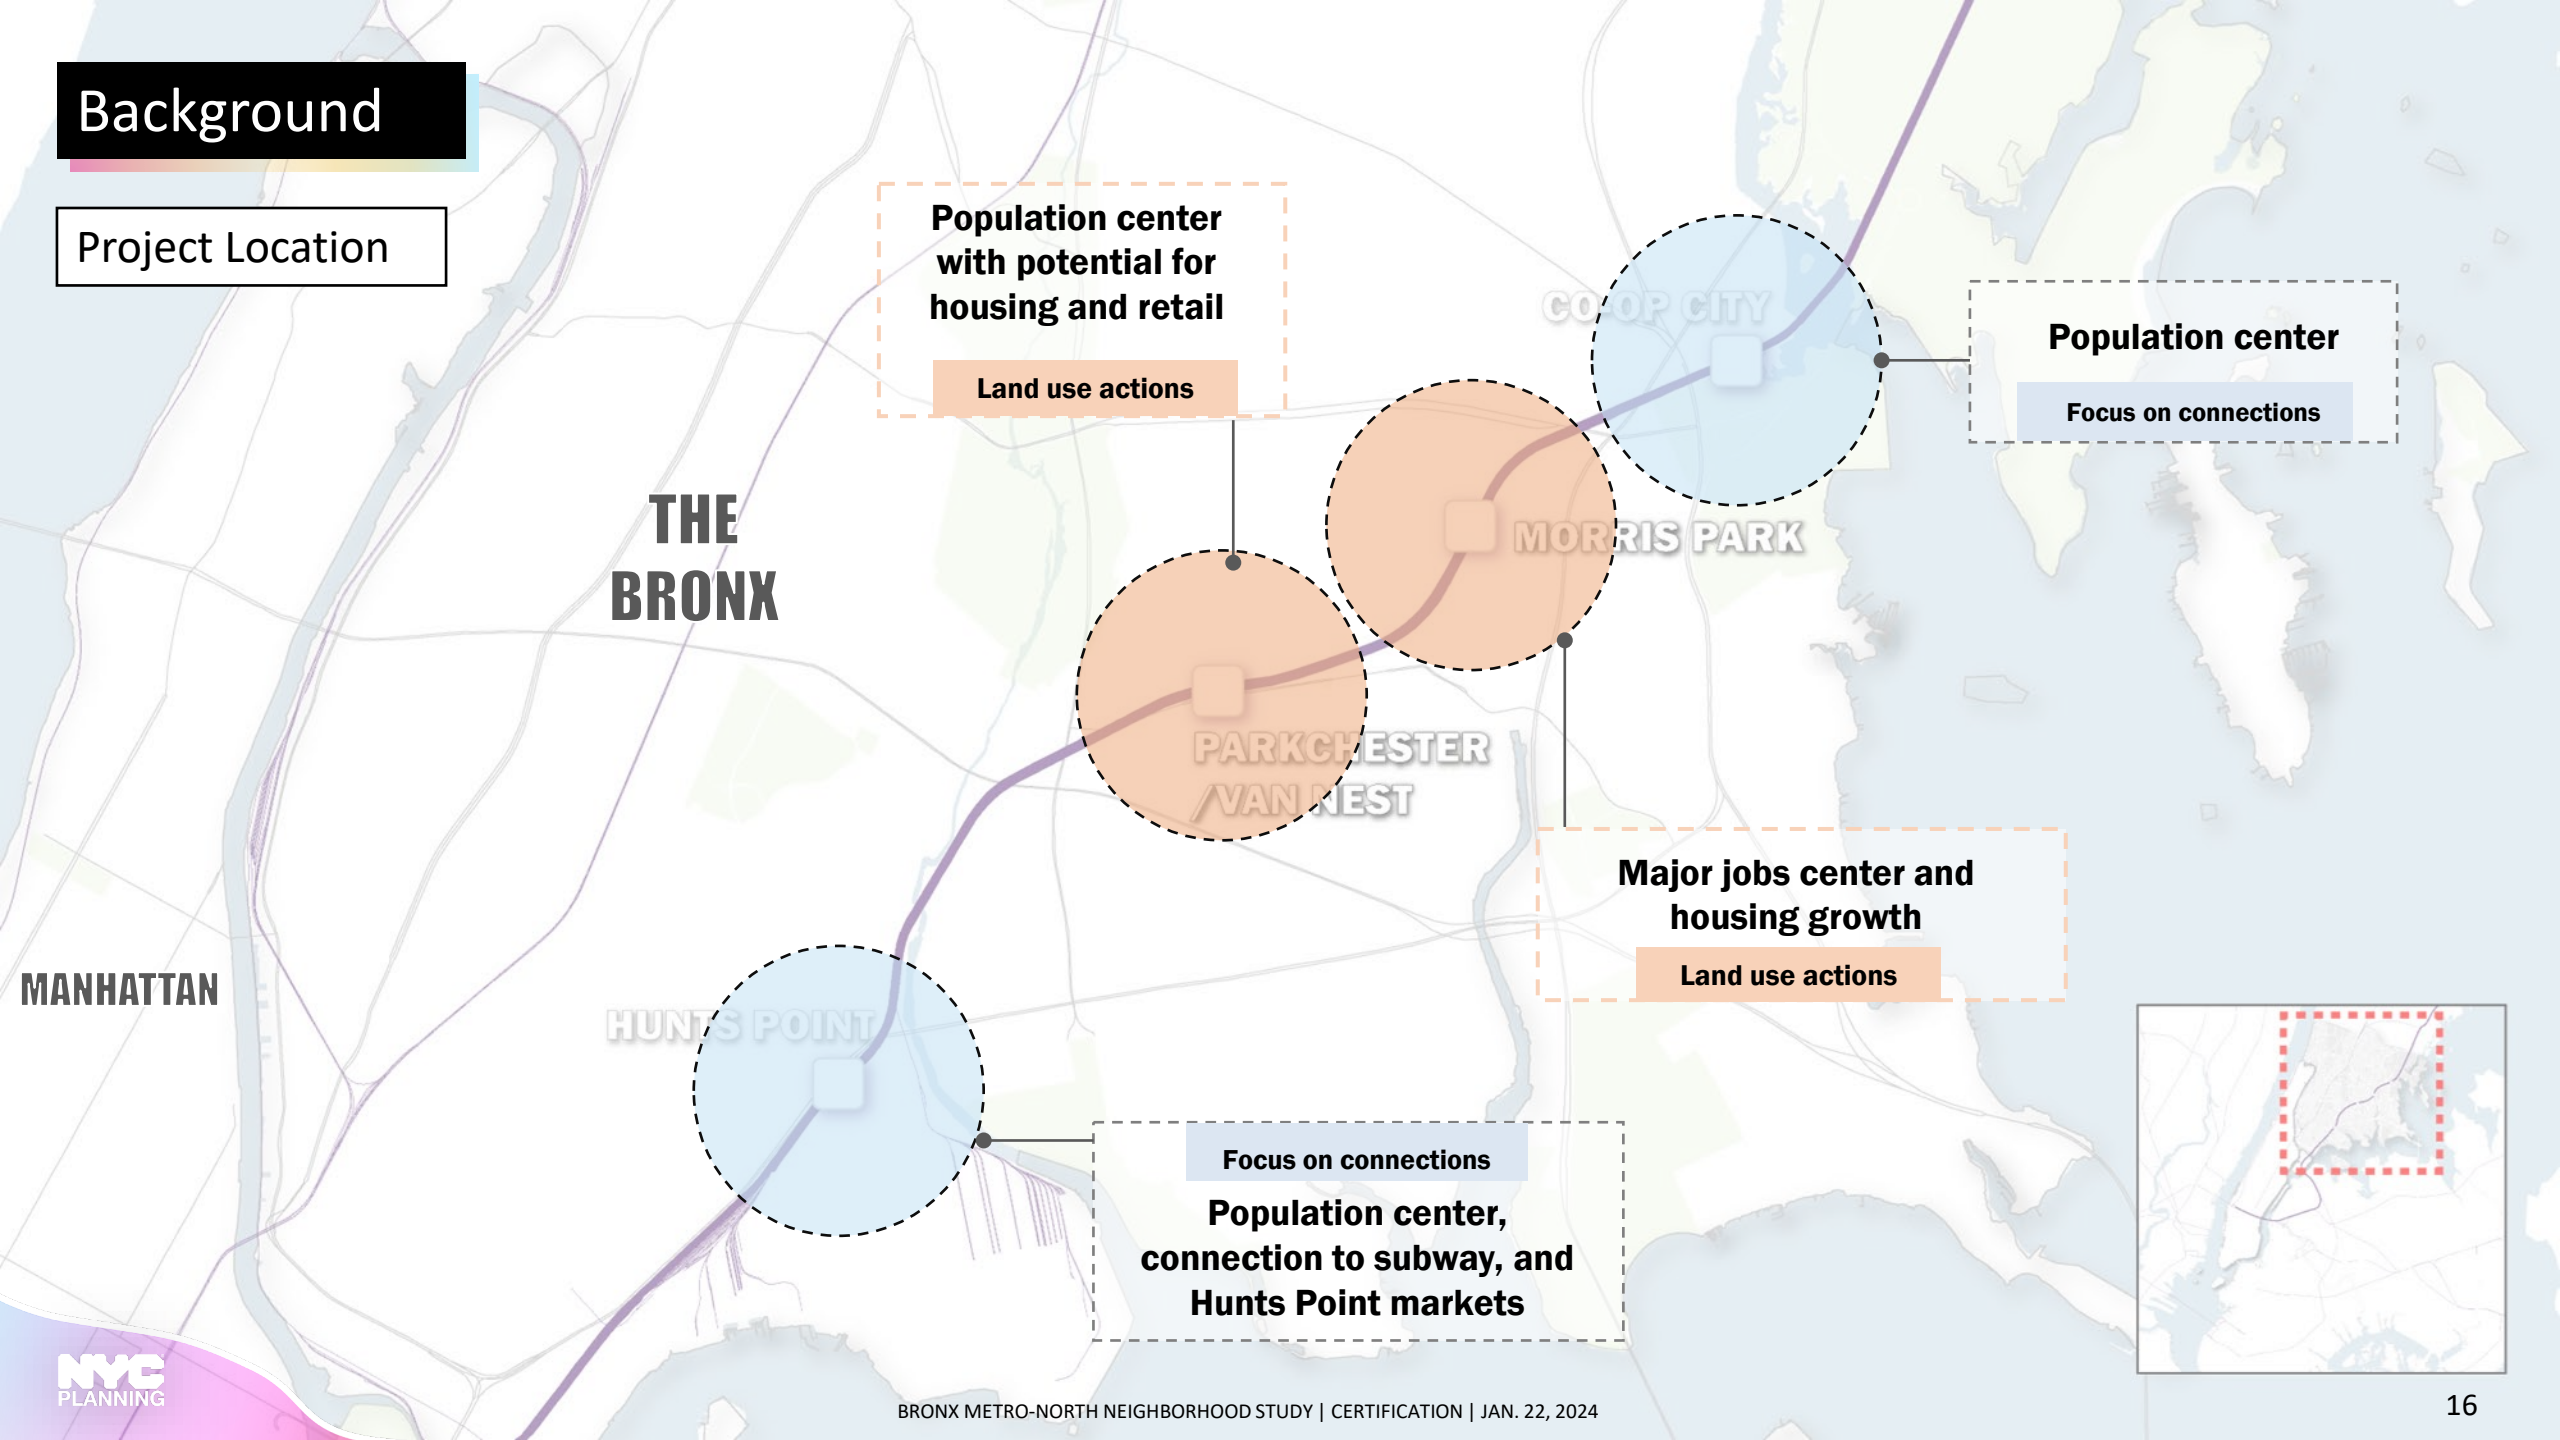 Background
Project Location
Population center
with potential for
housing and retail
Land use actions
CO-OP CITY
Population center
Focus on connections
THE
BRONX
MORRIS PARK
PARKCHESTER
/VAN NEST
Major jobs center and
housing growth
Land use actions
MANHATTAN
HUNTS POINT
Focus on connections
Population center,
connection to subway, and
Hunts Point markets
NYC
PLANNING
BRONX METRO-NORTH NEIGHBORHOOD STUDY | CERTIFICATION | JAN. 22, 2024
16